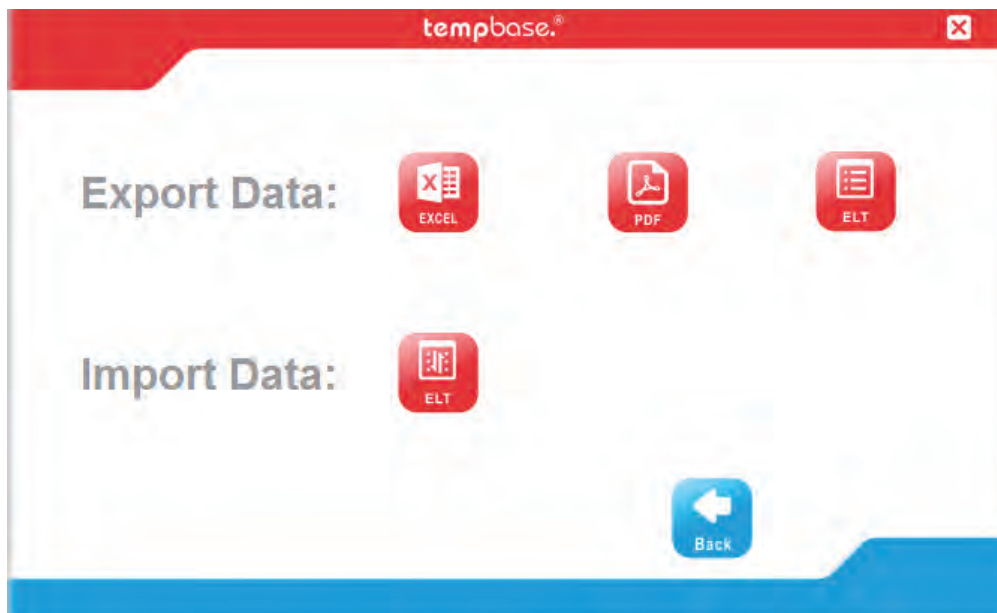 tempbase.®
Export Data:
EXCEL
PDF
ELT
Import Data:
ELT
Back